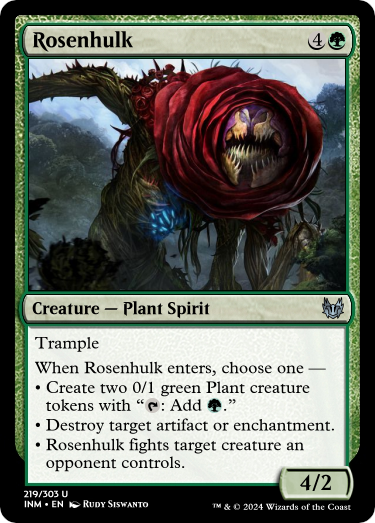 Rosenhulk 4
Creature — Plant Spirit
Trample
When Rosenhulk enters, choose one —
• Create two 0/1 green Plant creature
tokens with “: Add .”
• Destroy target artifact or enchantment.
• Rosenhulk fights target creature an
opponent controls.
4/2
219/303 U
INM • EN Rudy Siswanto
™ & © 2024 Wizards of the Coast